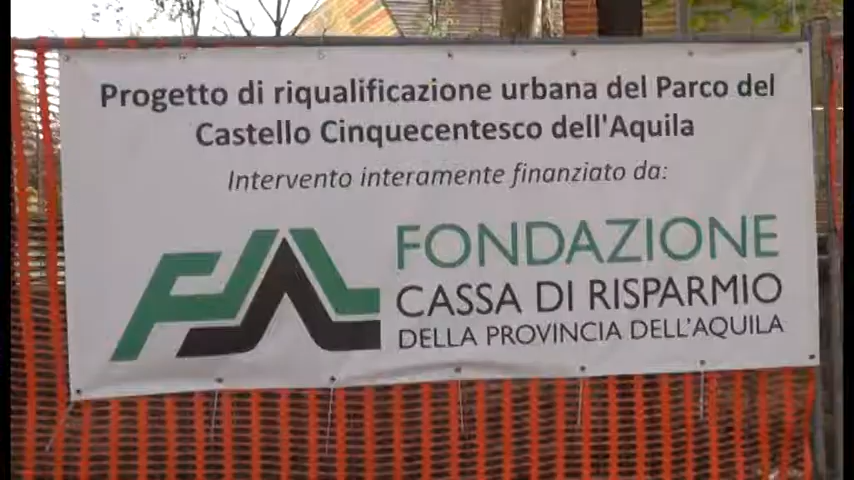 Progetto di riqualificazione urbana del Parco del
Castello Cinquecentesco dell'Aquila
Intervento interamente finanziato da:
FONDAZIONE
CASSA DI RISPARMIO
DELLA PROVINCIA DELL'AQUILA